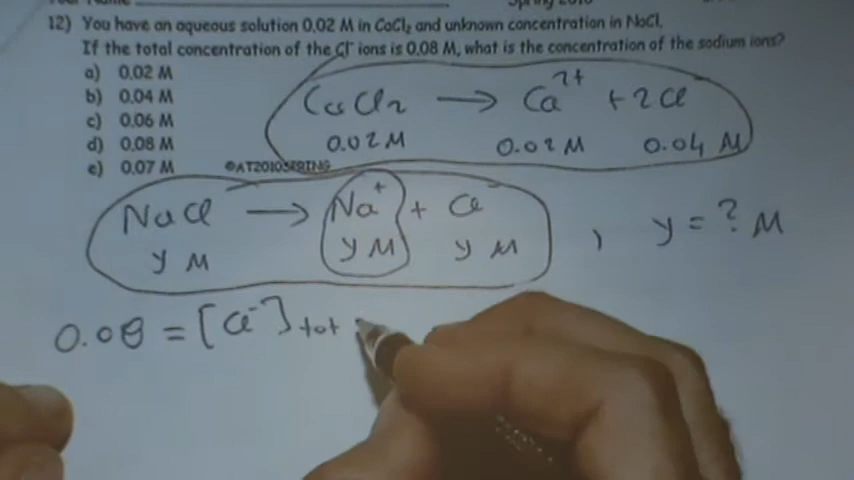 12) You have an aqueous solution 0.02 M in CaCl₂ and unknown concentration in NaCl.
If the total concentration of the Cl⁻ ions is 0.08 M, what is the concentration of the sodium ions?
a) 0.02 M
b) 0.04 M
c) 0.06 M
d) 0.08 M
e) 0.07 M
CaCl₂ → Ca²⁺ + 2Cl⁻
0.02 M 0.02 M 0.04 M
NaCl → Na⁺ + Cl⁻
y M y M y M , y = ? M
0.08 = [Cl⁻] tot